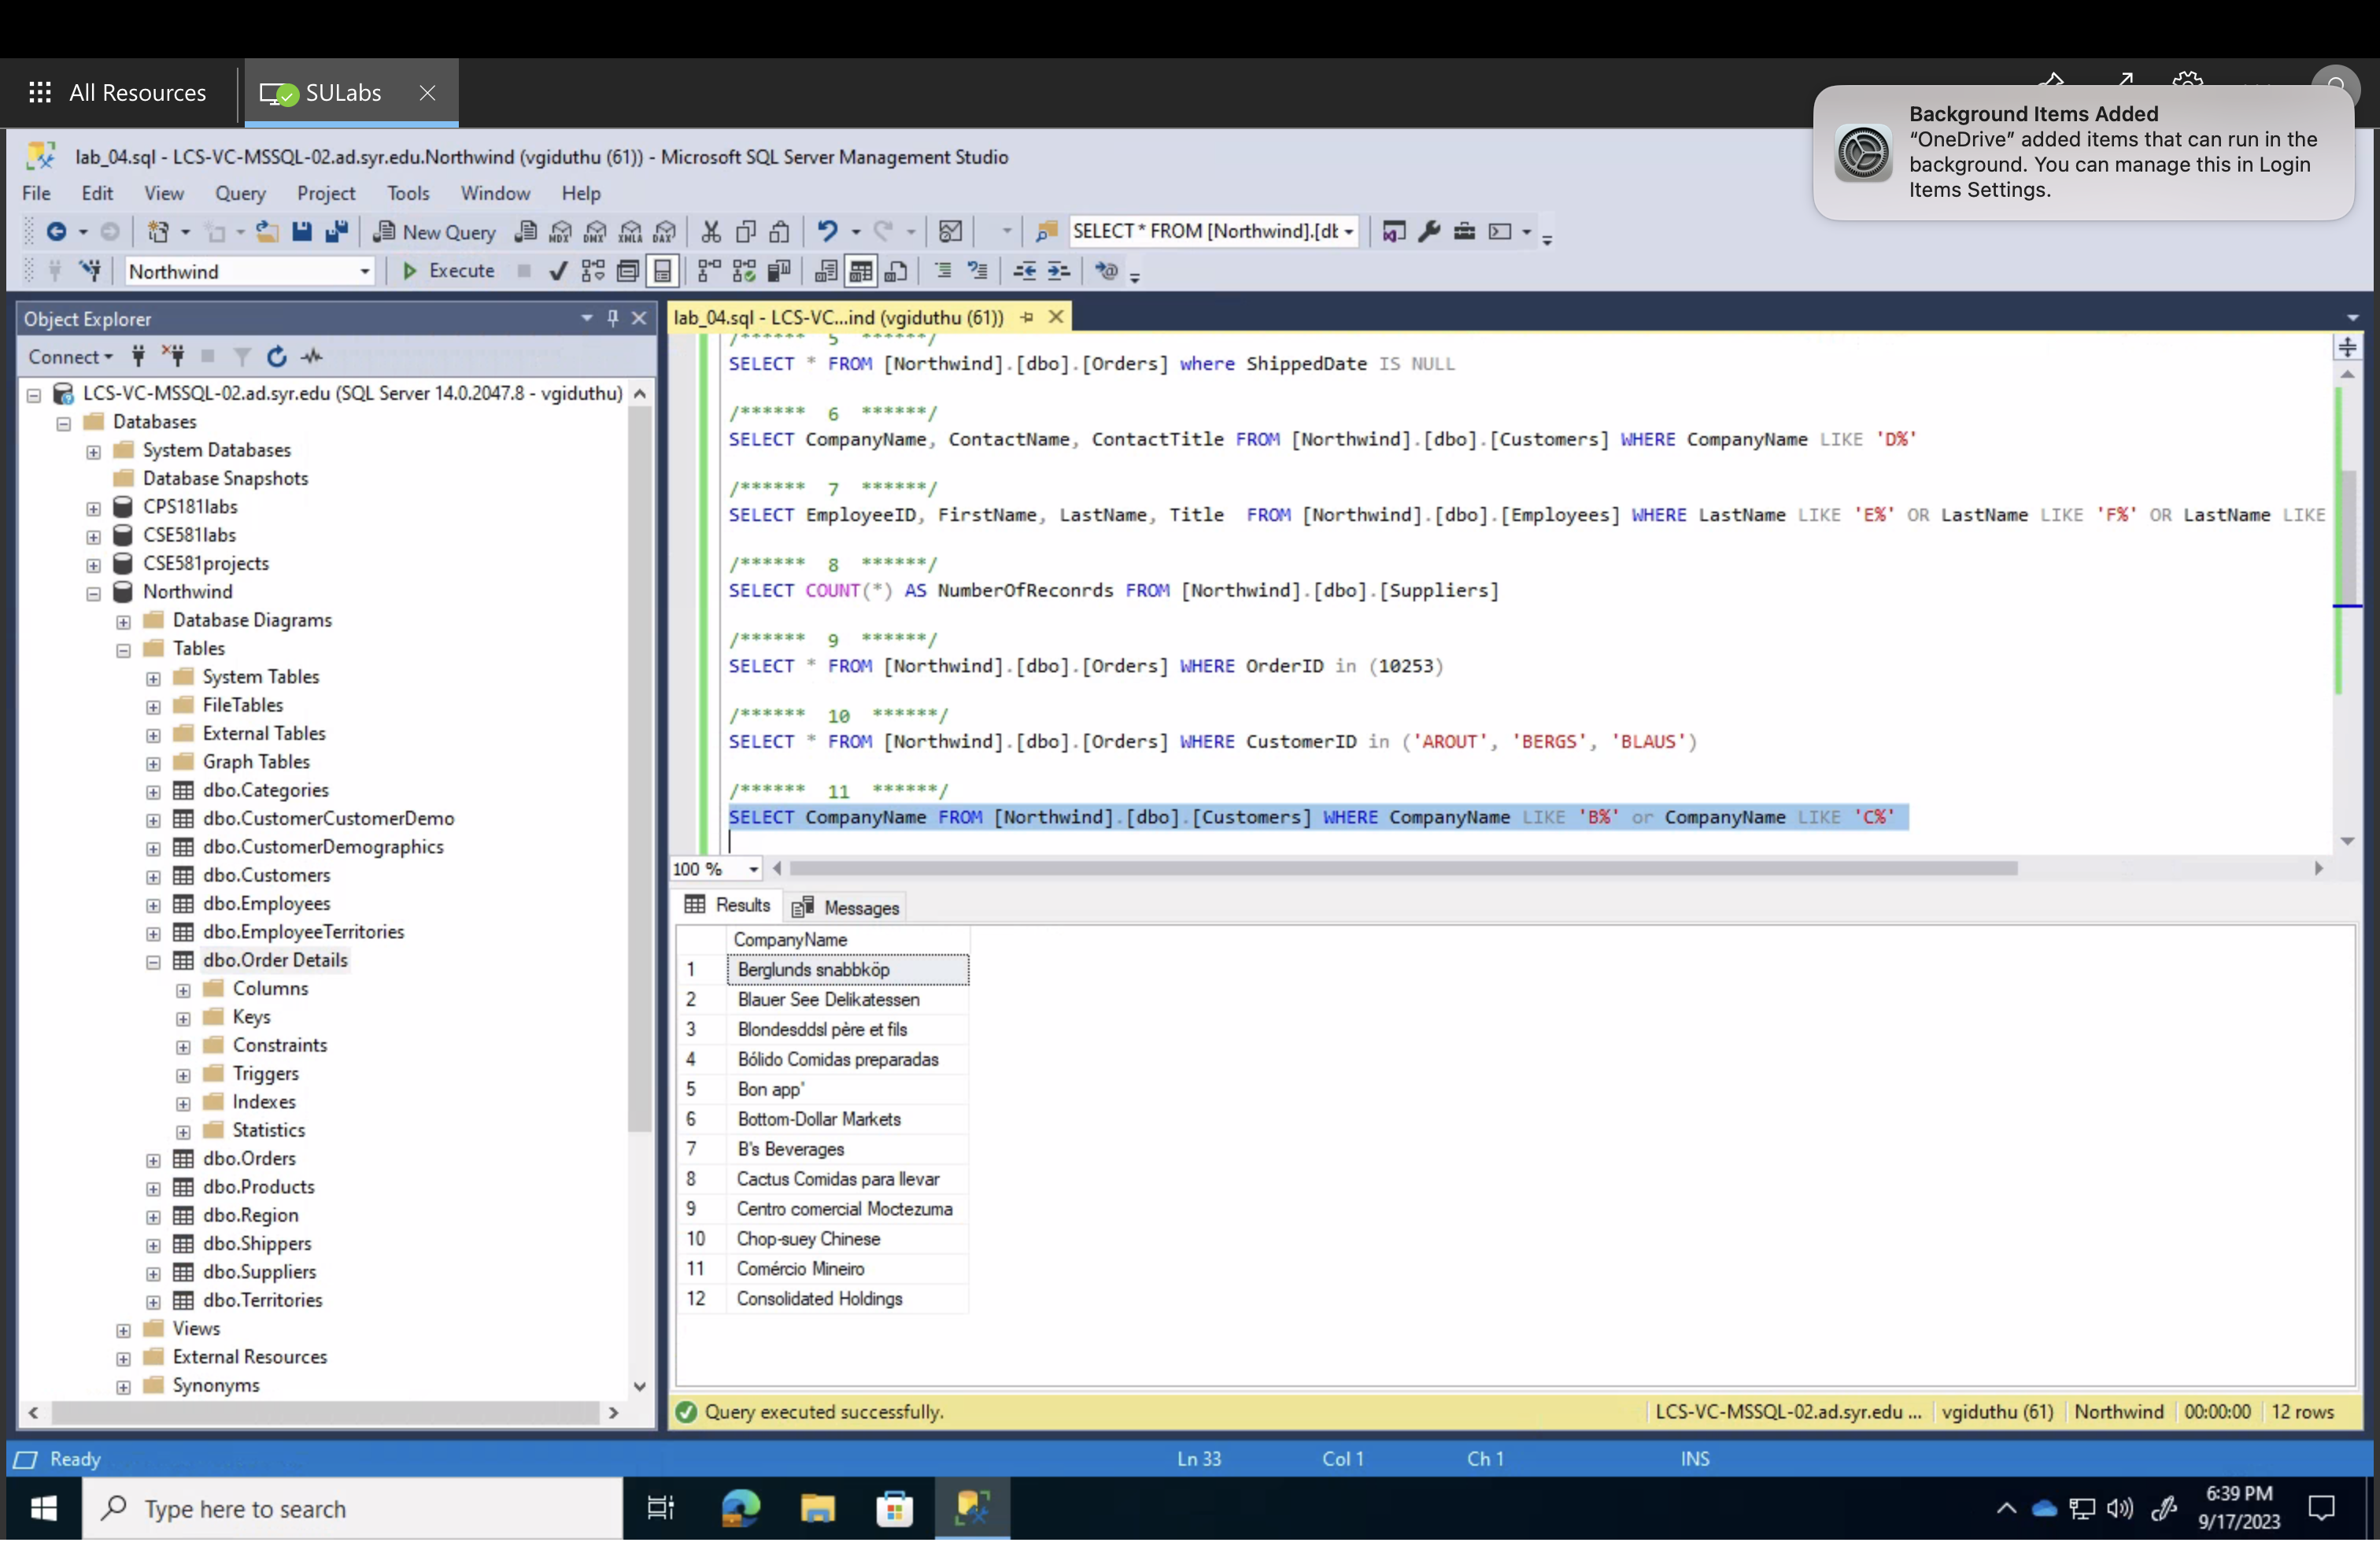 All Resources
SULabs
Background Items Added
“OneDrive” added items that can run in the
background. You can manage this in Login
Items Settings.
lab_04.sql - LCS-VC-MSSQL-02.ad.syr.edu.Northwind (vgiduthu (61)) - Microsoft SQL Server Management Studio
File Edit View Query Project Tools Window Help
New Query MDX DMX XMLA DAX SELECT * FROM [Northwind].[dt
Northwind Execute
Object Explorer
Connect
LCS-VC-MSSQL-02.ad.syr.edu (SQL Server 14.0.2047.8 - vgiduthu)
Databases
System Databases
Database Snapshots
CPS181labs
CSE581labs
CSE581projects
Northwind
Database Diagrams
Tables
System Tables
FileTables
External Tables
Graph Tables
dbo.Categories
dbo.CustomerCustomerDemo
dbo.CustomerDemographics
dbo.Customers
dbo.Employees
dbo.EmployeeTerritories
dbo.Order Details
Columns
Keys
Constraints
Triggers
Indexes
Statistics
dbo.Orders
dbo.Products
dbo.Region
dbo.Shippers
dbo.Suppliers
dbo.Territories
Views
External Resources
Synonyms
lab_04.sql - LCS-VC...ind (vgiduthu (61))
/****** 5 ******/
SELECT * FROM [Northwind].[dbo].[Orders] where ShippedDate IS NULL
/****** 6 ******/
SELECT CompanyName, ContactName, ContactTitle FROM [Northwind].[dbo].[Customers] WHERE CompanyName LIKE 'D%'
/****** 7 ******/
SELECT EmployeeID, FirstName, LastName, Title FROM [Northwind].[dbo].[Employees] WHERE LastName LIKE 'E%' OR LastName LIKE 'F%' OR LastName LIKE
/****** 8 ******/
SELECT COUNT(*) AS NumberOfReconrds FROM [Northwind].[dbo].[Suppliers]
/****** 9 ******/
SELECT * FROM [Northwind].[dbo].[Orders] WHERE OrderID in (10253)
/****** 10 ******/
SELECT * FROM [Northwind].[dbo].[Orders] WHERE CustomerID in ('AROUT', 'BERGS', 'BLAUS')
/****** 11 ******/
SELECT CompanyName FROM [Northwind].[dbo].[Customers] WHERE CompanyName LIKE 'B%' or CompanyName LIKE 'C%'
100 %
Results Messages
CompanyName
1 Berglunds snabbköp
2 Blauer See Delikatessen
3 Blondesddsl père et fils
4 Bólido Comidas preparadas
5 Bon app'
6 Bottom-Dollar Markets
7 B's Beverages
8 Cactus Comidas para llevar
9 Centro comercial Moctezuma
10 Chop-suey Chinese
11 Comércio Mineiro
12 Consolidated Holdings
Query executed successfully. LCS-VC-MSSQL-02.ad.syr.edu ... vgiduthu (61) Northwind 00:00:00 12 rows
Ready Ln 33 Col 1 Ch 1 INS
Type here to search
6:39 PM
9/17/2023